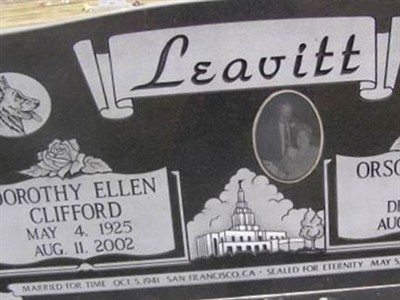 Leavitt
DOROTHY ELLEN
CLIFFORD
MAY 4, 1925
AUG. 11, 2002
MARRIED FOR TIME OCT. 5, 1941 SAN FRANCISCO, CA - SEALED FOR ETERNITY MAY 5,